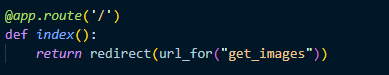 @app.route('/')
def index():
    return redirect(url_for("get_images"))